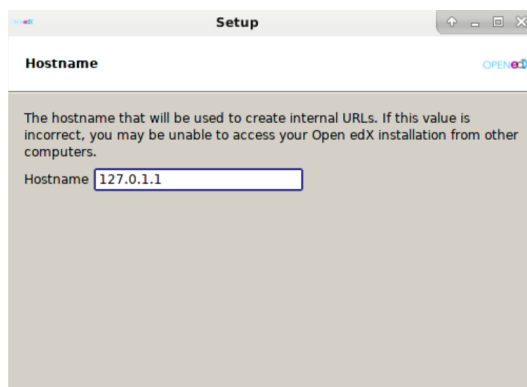 Setup
Hostname
OPENedX
The hostname that will be used to create internal URLs. If this value is
incorrect, you may be unable to access your Open edX installation from other
computers.
Hostname 127.0.1.1